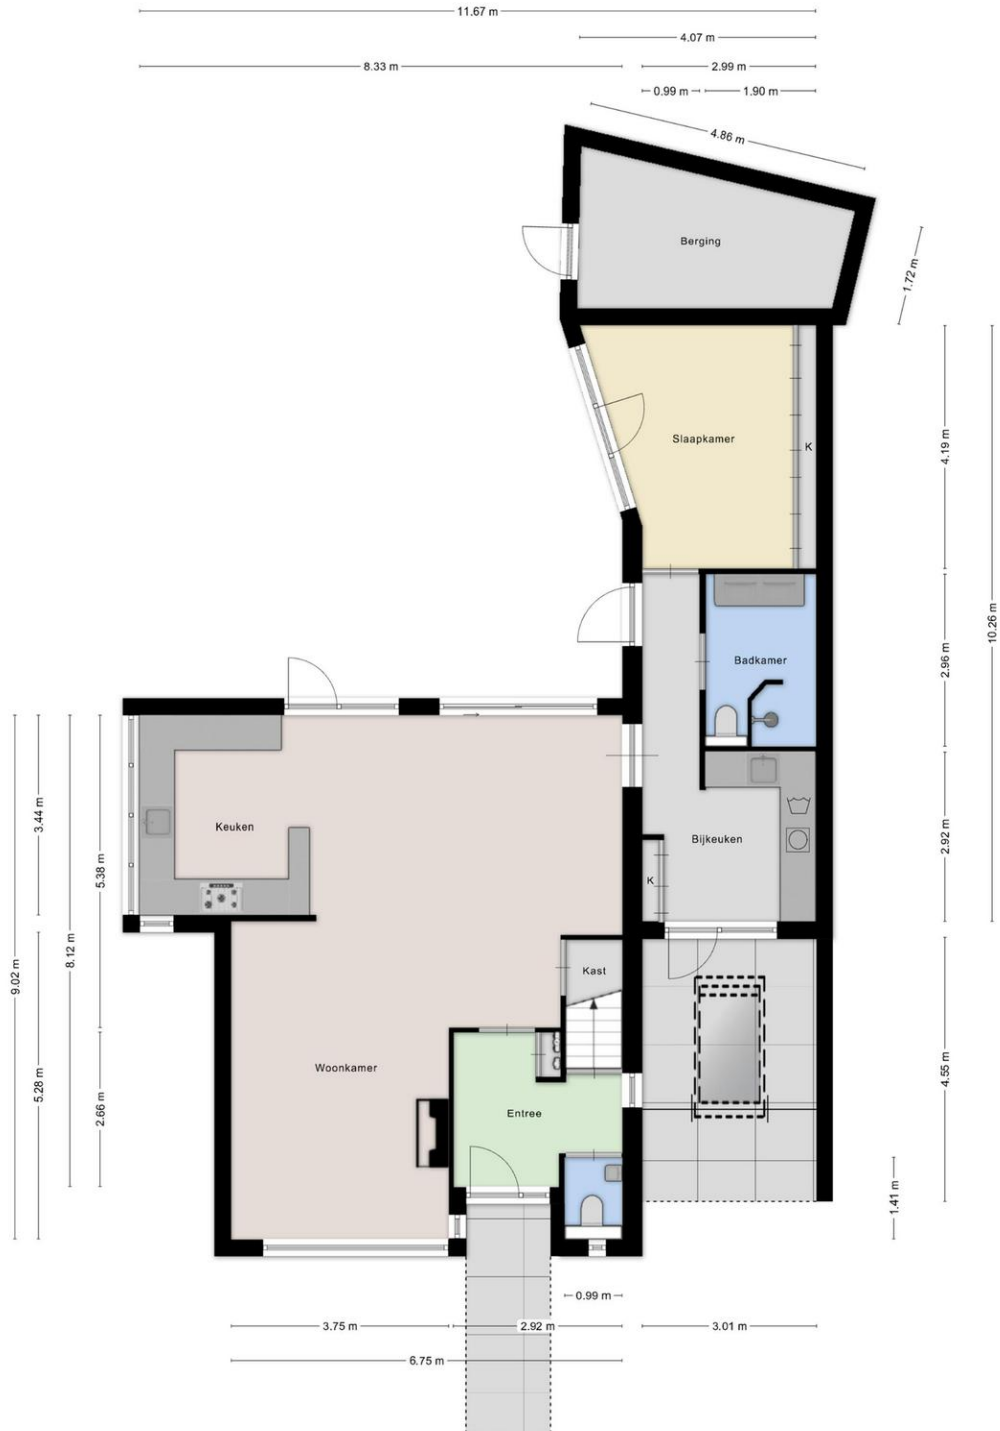 11.67 m
4.07 m
8.33 m
2.99 m
0.99 m
1.90 m
4.86 m
Berging
1.72 m
Slaapkamer
K
4.19 m
10.26 m
Badkamer
2.96 m
Keuken
Bijkeuken
K
2.92 m
3.44 m
5.38 m
8.12 m
9.02 m
Kast
Woonkamer
Entree
4.55 m
5.28 m
2.66 m
1.41 m
0.99 m
3.75 m
2.92 m
3.01 m
6.75 m